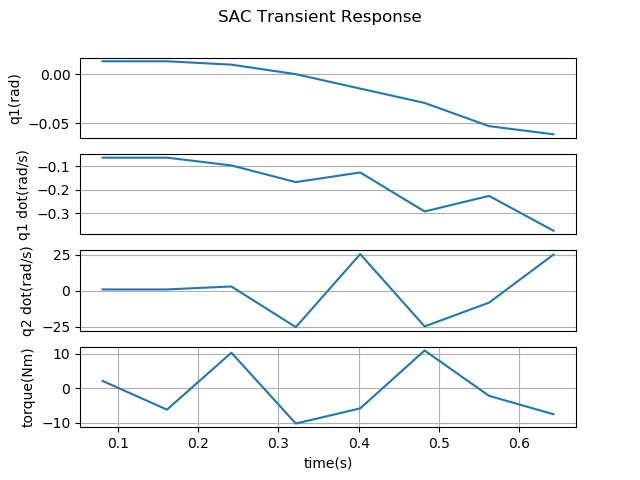 SAC Transient Response
q1(rad)
0.00
−0.05
q1 dot(rad/s)
−0.1
−0.2
−0.3
q2 dot(rad/s)
25
0
−25
torque(Nm)
10
0
−10
0.1 0.2 0.3 0.4 0.5 0.6
time(s)